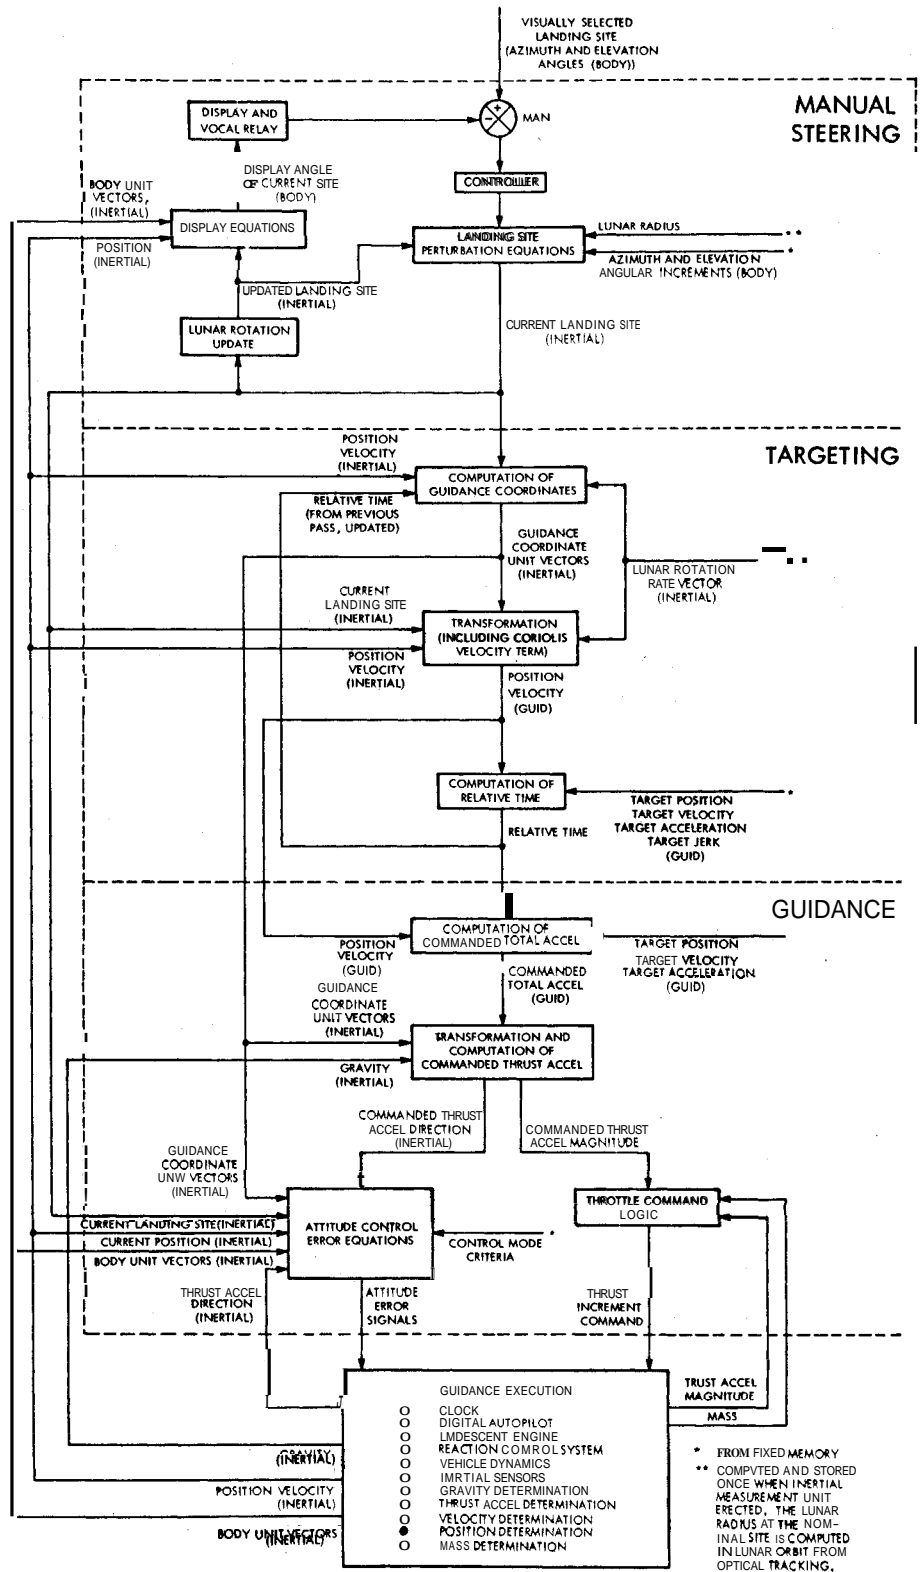 VISUALLY SELECTED
LANDING SITE
(AZIMUTH AND ELEVATION
ANGLES (BODY))
MANUAL
STEERING
DISPLAY AND
VOCAL RELAY
+
-
MAN
DISPLAY ANGLE
OF CURRENT SITE
(BODY)
CONTROLLER
BODY UNIT
VECTORS,
(INERTIAL)
DISPLAY EQUATIONS
POSITION
(INERTIAL)
LANDING SITE
PERTURBATION EQUATIONS
LUNAR RADIUS
**
*
AZIMUTH AND ELEVATION
ANGULAR INCREMENTS (BODY)
UPDATED LANDING SITE
(INERTIAL)
LUNAR ROTATION
UPDATE
CURRENT LANDING SITE
(INERTIAL)
TARGETING
POSITION
VELOCITY
(INERTIAL)
COMPUTATION OF
GUIDANCE COORDINATES
RELATIVE TIME
(FROM PREVIOUS
PASS, UPDATED)
GUIDANCE
COORDINATE
UNIT VECTORS
(INERTIAL)
LUNAR ROTATION
RATE VECTOR
(INERTIAL)
CURRENT
LANDING SITE
(INERTIAL)
TRANSFORMATION
(INCLUDING CORIOLIS
VELOCITY TERM)
POSITION
VELOCITY
(INERTIAL)
POSITION
VELOCITY
(GUID)
COMPUTATION OF
RELATIVE TIME
*
TARGET POSITION
TARGET VELOCITY
TARGET ACCELERATION
TARGET JERK
(GUID)
RELATIVE TIME
GUIDANCE
COMPUTATION OF
COMMANDED TOTAL ACCEL
POSITION
VELOCITY
(GUID)
TARGET POSITION
TARGET VELOCITY
TARGET ACCELERATION
(GUID)
COMMANDED
TOTAL ACCEL
(GUID)
GUIDANCE
COORDINATE
UNIT VECTORS
(INERTIAL)
TRANSFORMATION AND
COMPUTATION OF
COMMANDED THRUST ACCEL
GRAVITY
(INERTIAL)
COMMANDED THRUST
ACCEL DIRECTION
(INERTIAL)
COMMANDED THRUST
ACCEL MAGNITUDE
GUIDANCE
COORDINATE
UNW VECTORS
(INERTIAL)
CURRENT LANDING SITE(INERTIAL)
CURRENT POSITION (INERTIAL)
BODY UNIT VECTORS (INERTIAL)
ATTITUDE CONTROL
ERROR EQUATIONS
CONTROL MODE
CRITERIA
*
THROTTLE COMMAND
LOGIC
THRUST ACCEL
DIRECTION
(INERTIAL)
ATTITUDE
ERROR
SIGNALS
THRUST
INCREMENT
COMMAND
GUIDANCE EXECUTION
O CLOCK
O DIGITAL AUTOPILOT
O LMDESCENT ENGINE
O REACTION COMROL SYSTEM
O VEHICLE DYNAMICS
O IMRTIAL SENSORS
O GRAVITY DETERMINATION
O THRUST ACCEL DETERMINATION
O VELOCITY DETERMINATION
● POSITION DETERMINATION
O MASS DETERMINATION
TRUST ACCEL
MAGNITUDE
MASS
GRAVITY
(INERTIAL)
POSITION VELOCITY
(INERTIAL)
BODY UNIT VECTORS
(INERTIAL)
* FROM FIXED MEMORY
** COMPVTED AND STORED
ONCE WHEN INERTIAL
MEASUREMENT UNIT
ERECTED. THE LUNAR
RADIUS AT THE NOM-
INAL SITE IS COMPUTED
IN LUNAR ORBIT FROM
OPTICAL TRACKING.